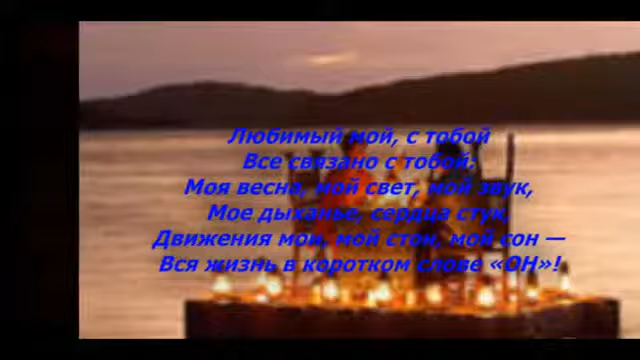 Любимый мой, с тобой
Все связано с тобой:
Моя весна, мой свет, мой звук,
Мое дыханье, сердца стук,
Движения мои, мой стон, мой сон —
Вся жизнь в коротком слове «ОН»!